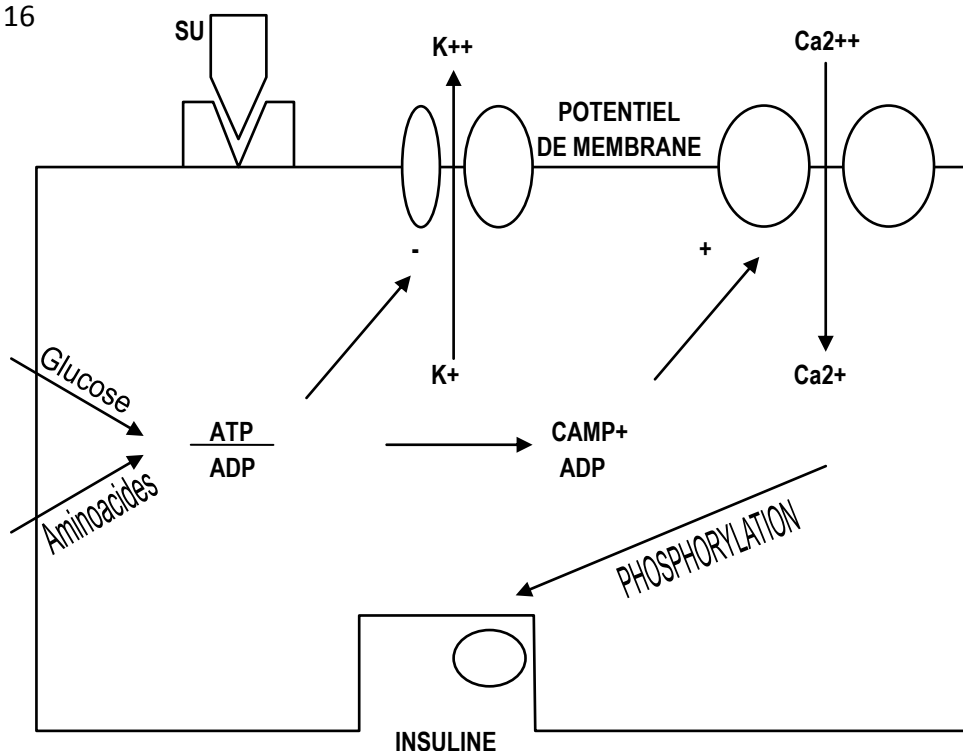 16
SU
K++
Ca2++
POTENTIEL
DE MEMBRANE
-
+
K+
Ca2+
Glucose
ATP
ADP
CAMP+
ADP
Aminoacides
PHOSPHORYLATION
INSULINE